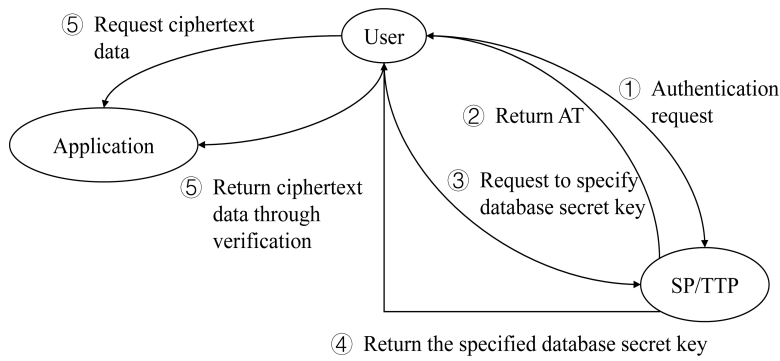 ⑤ Request ciphertext
data
User
① Authentication
request
② Return AT
Application
③ Request to specify
database secret key
⑤ Return ciphertext
data through
verification
SP/TTP
④ Return the specified database secret key